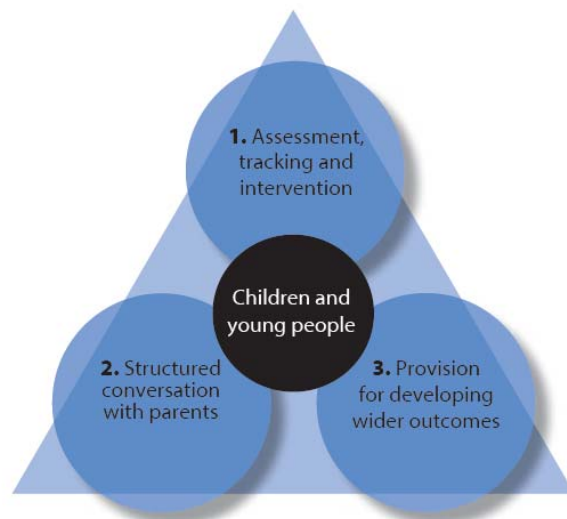 1. Assessment,
tracking and
intervention
Children and
young people
2. Structured
conversation
with parents
3. Provision
for developing
wider outcomes